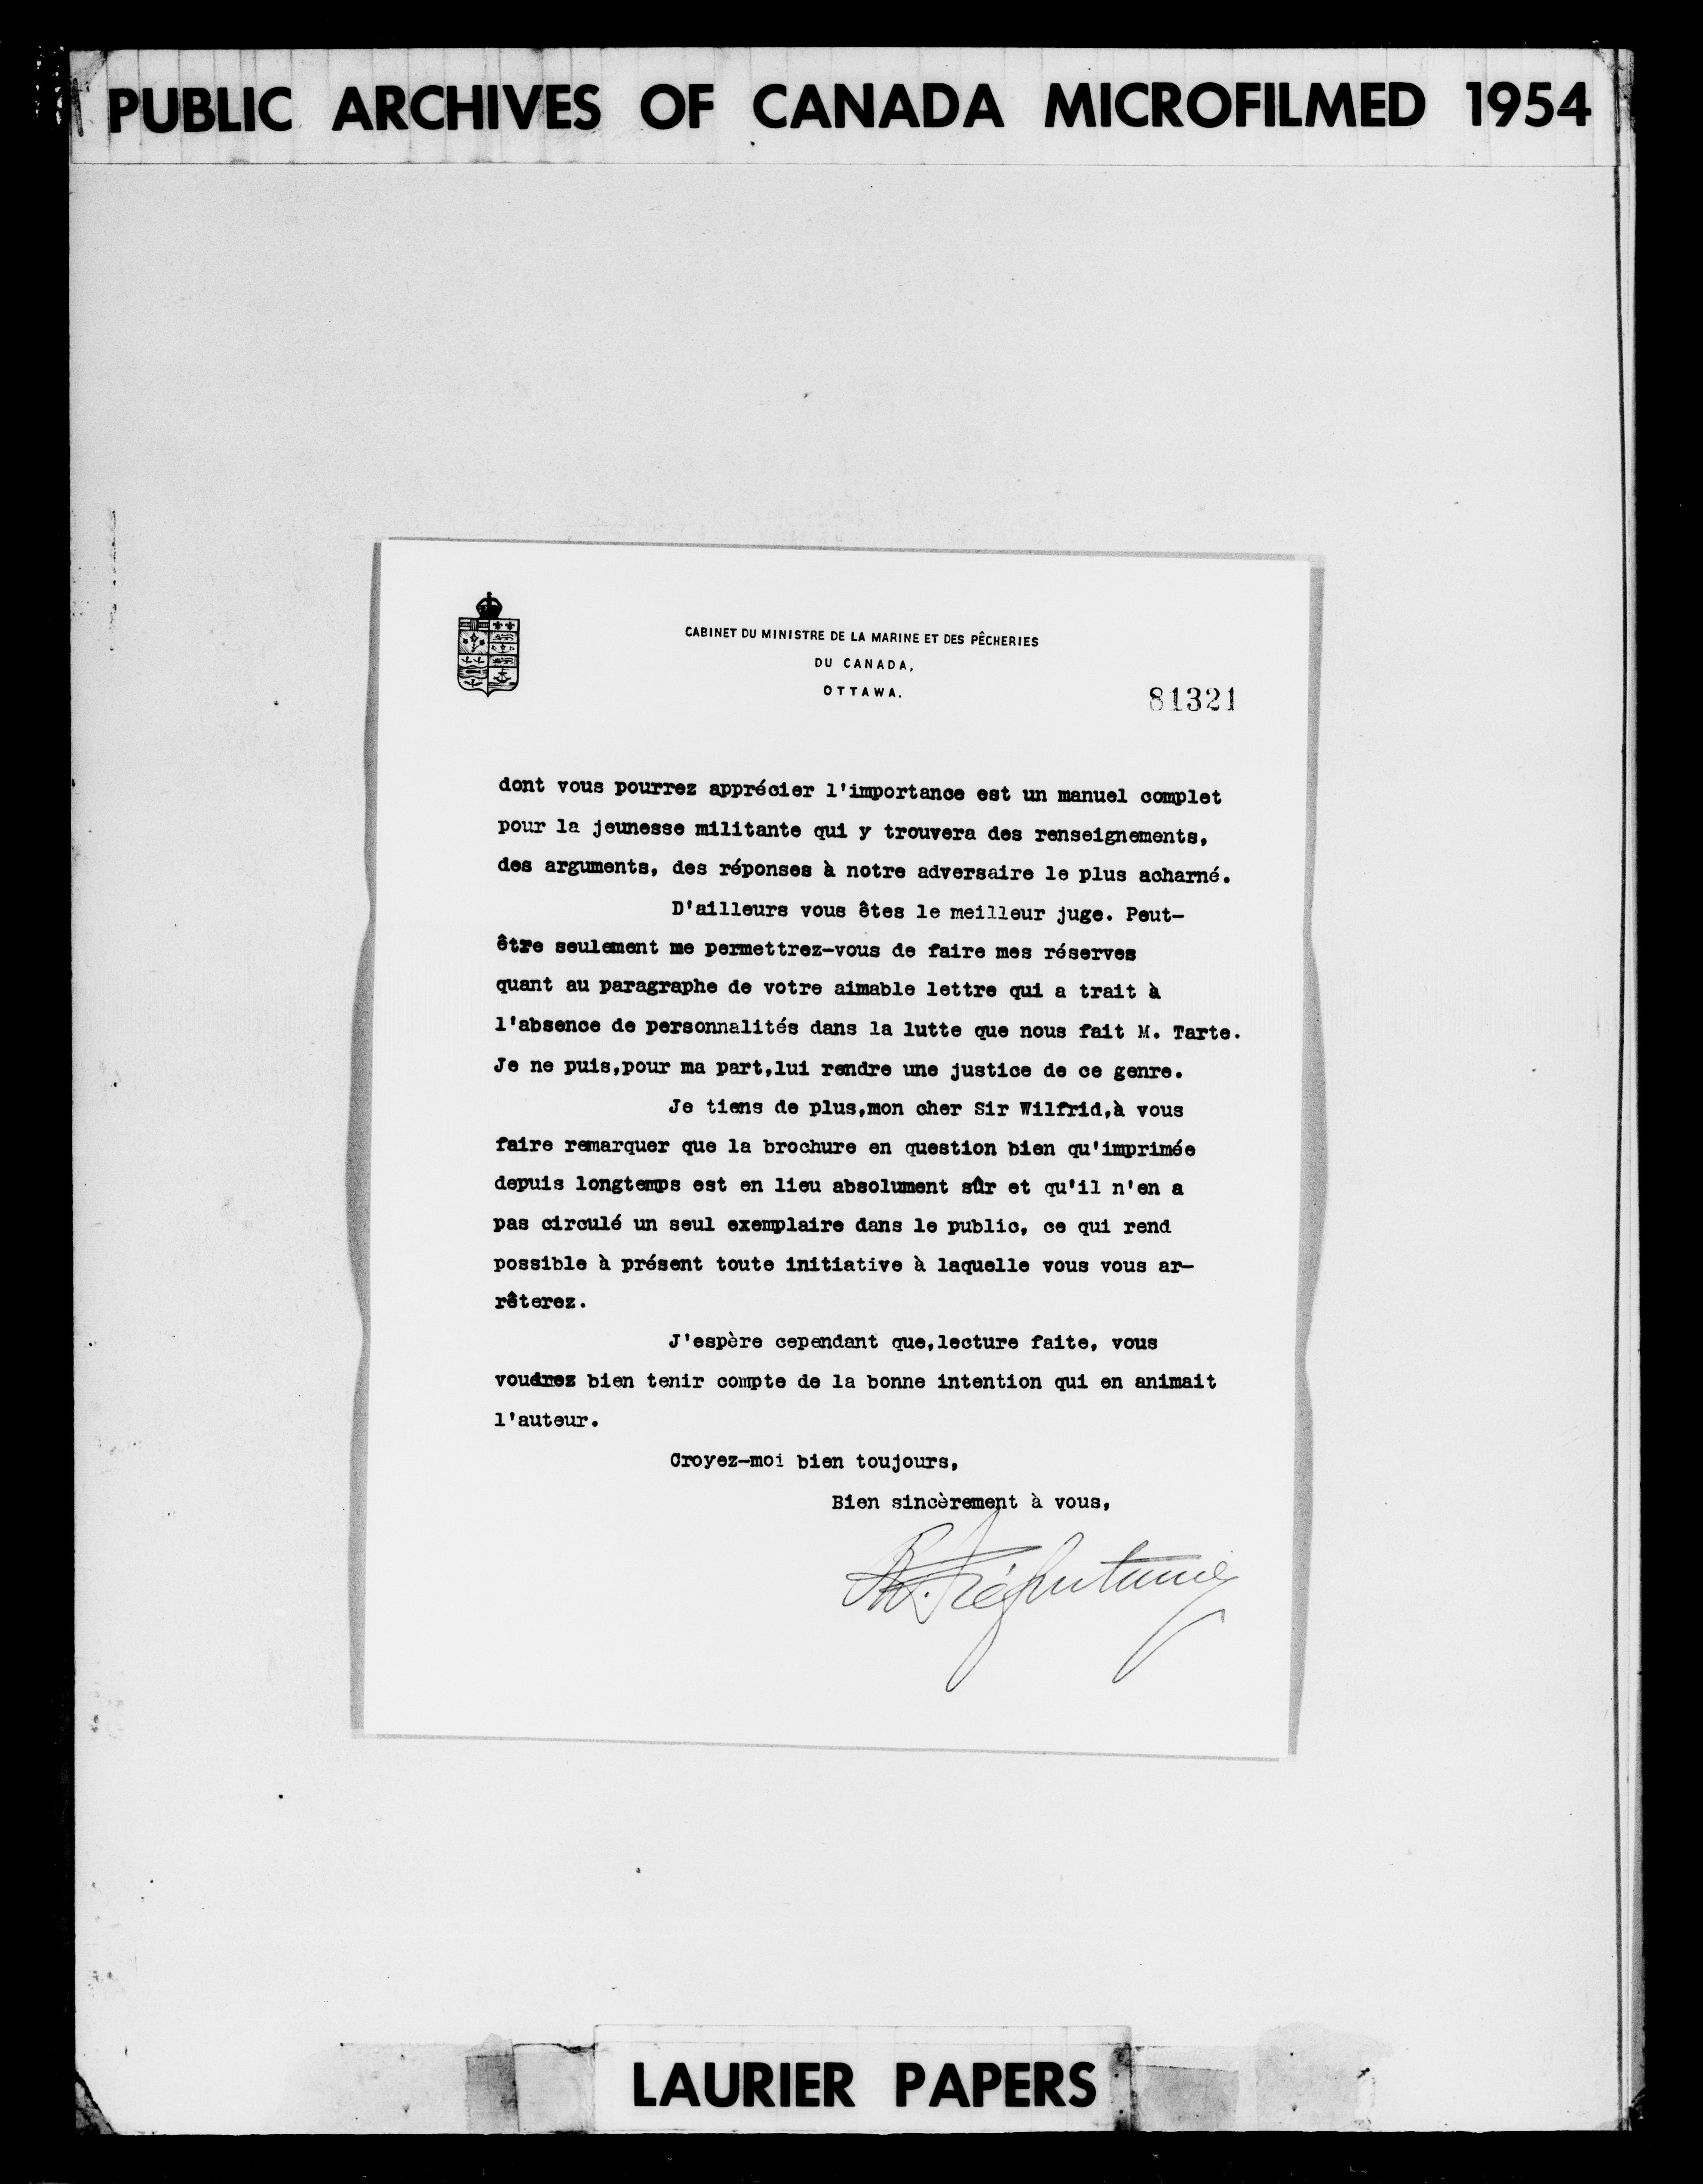 PUBLIC ARCHIVES OF CANADA MICROFILMED 1954
CABINET DU MINISTRE DE LA MARINE ET DES PÊCHERIES
DU CANADA,
OTTAWA.
81321
dont vous pourrez apprécier l'importance est un manuel complet
pour la jeunesse militante qui y trouvera des renseignements,
des arguments, des réponses à notre adversaire le plus acharné.
D'ailleurs vous êtes le meilleur juge. Peut-
être seulement me permettrez-vous de faire mes réserves
quant au paragraphe de votre aimable lettre qui a trait à
l'absence de personnalités dans la lutte que nous fait M. Tarte.
Je ne puis,pour ma part,lui rendre une justice de ce genre.
Je tiens de plus,mon cher Sir Wilfrid,à vous
faire remarquer que la brochure en question bien qu'imprimée
depuis longtemps est en lieu absolument sûr et qu'il n'en a
pas circulé un seul exemplaire dans le public, ce qui rend
possible à présent toute initiative à laquelle vous vous ar-
rêterez.
J'espère cependant que,lecture faite, vous
voudrez bien tenir compte de la bonne intention qui en animait
l'auteur.
Croyez-moi bien toujours,
Bien sincèrement à vous,
R. Préfontaine
LAURIER PAPERS